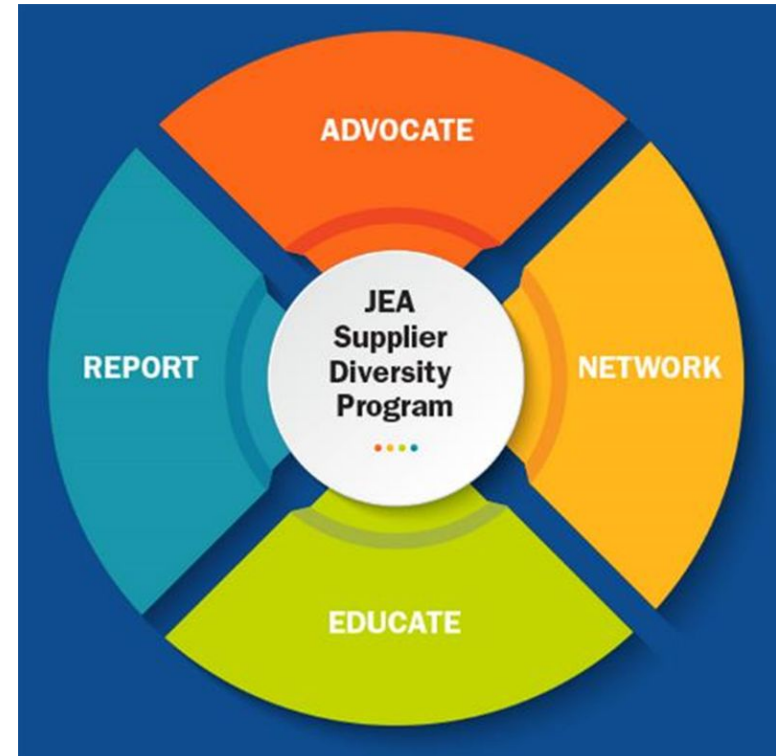 ADVOCATE
JEA
Supplier
Diversity
Program
REPORT
NETWORK
EDUCATE